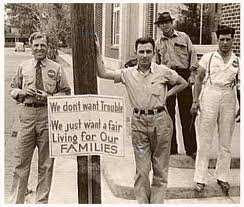 We dont want Trouble
We just want a fair
Living for Our
FAMILIES